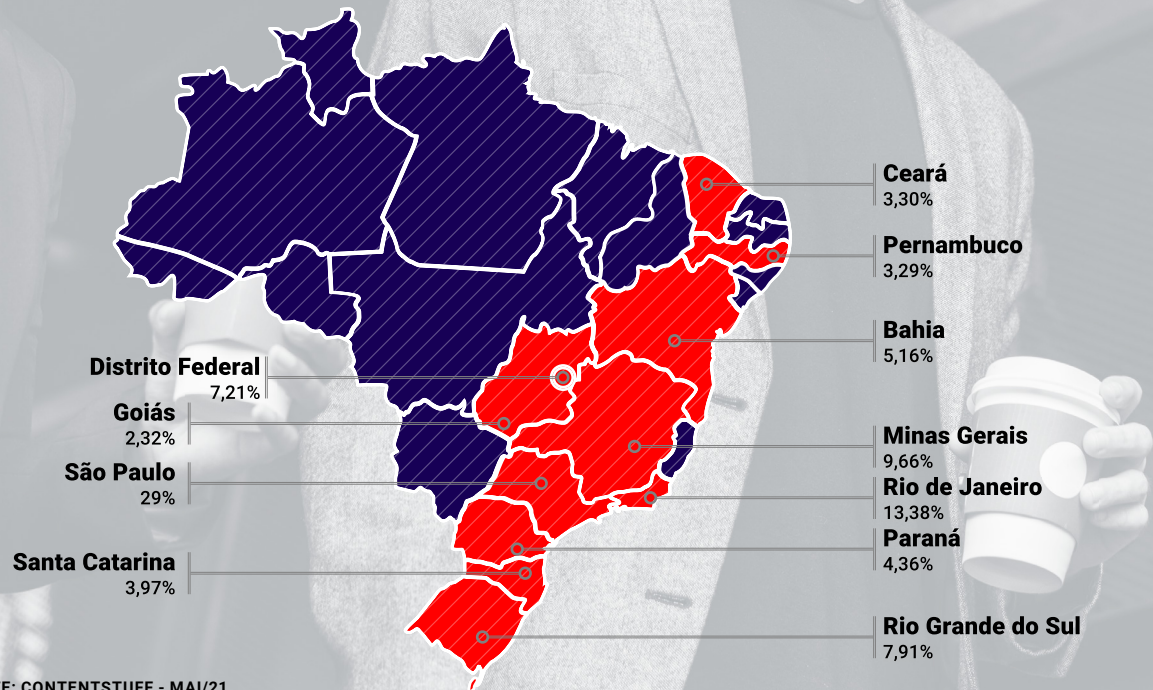 Ceará
3,30%
Pernambuco
3,29%
Bahia
5,16%
Distrito Federal
7,21%
Goiás
2,32%
São Paulo
29%
Minas Gerais
9,66%
Rio de Janeiro
13,38%
Paraná
4,36%
Santa Catarina
3,97%
Rio Grande do Sul
7,91%
CONTENTSTUFF - MAI/21